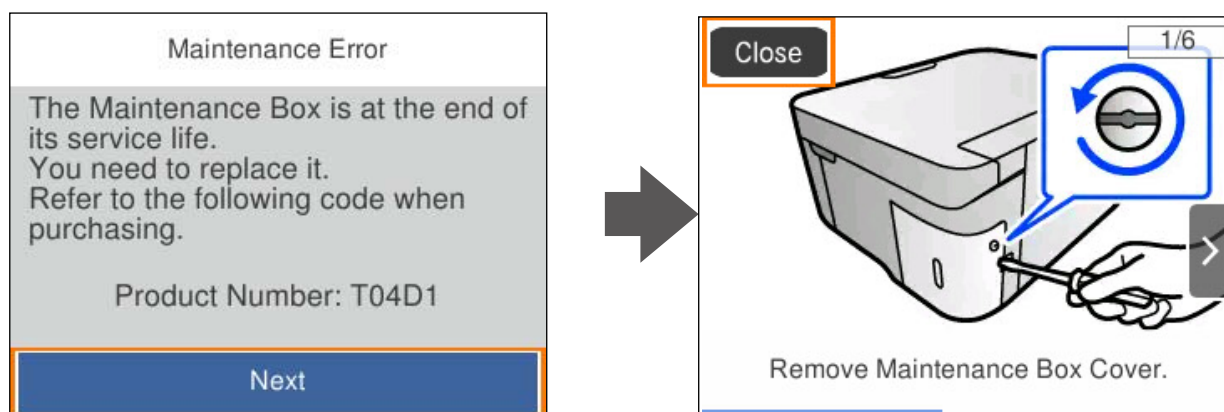 Maintenance Error
The Maintenance Box is at the end of
its service life.
You need to replace it.
Refer to the following code when
purchasing.
Product Number: T04D1
Next
Close
1/6
Remove Maintenance Box Cover.